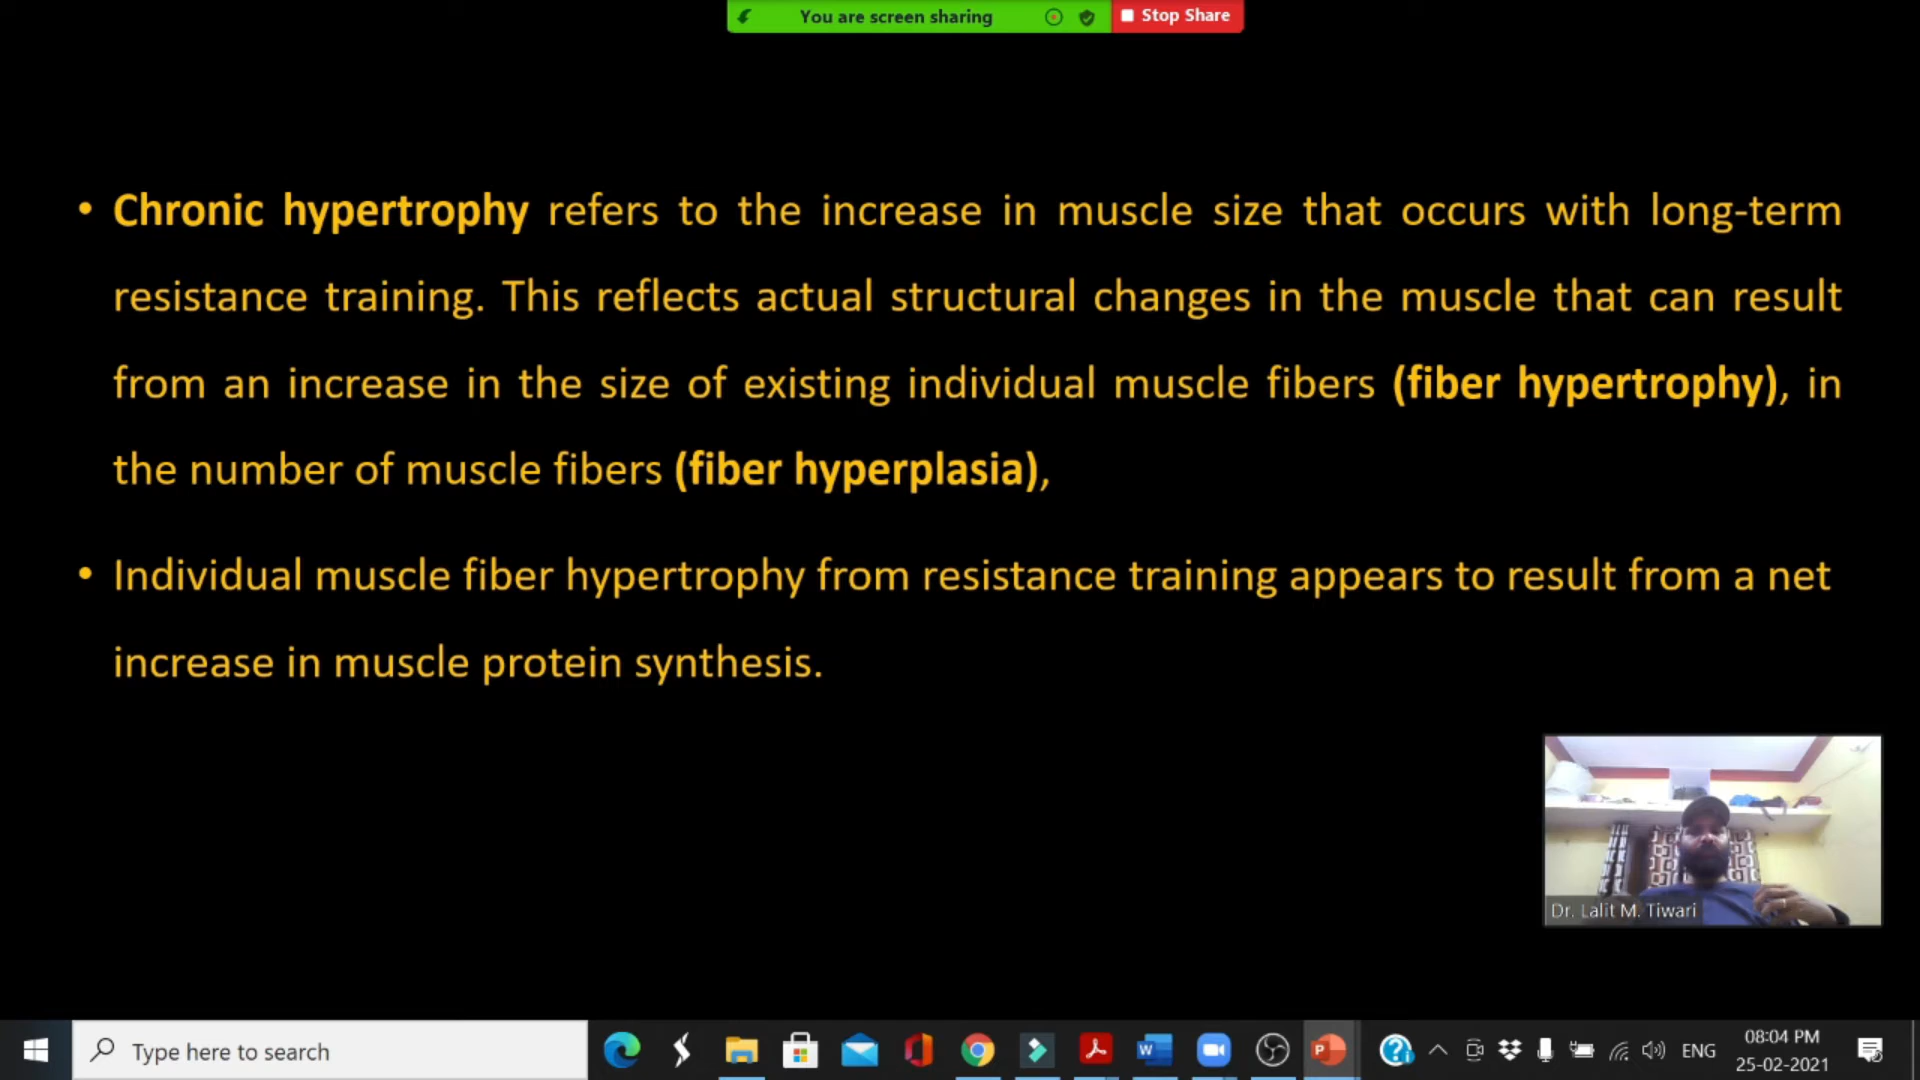 You are screen sharing
Stop Share
• Chronic hypertrophy refers to the increase in muscle size that occurs with long-term
resistance training. This reflects actual structural changes in the muscle that can result
from an increase in the size of existing individual muscle fibers (fiber hypertrophy), in
the number of muscle fibers (fiber hyperplasia),
• Individual muscle fiber hypertrophy from resistance training appears to result from a net
increase in muscle protein synthesis.
Dr. Lalit M. Tiwari
Type here to search
ENG
08:04 PM
25-02-2021